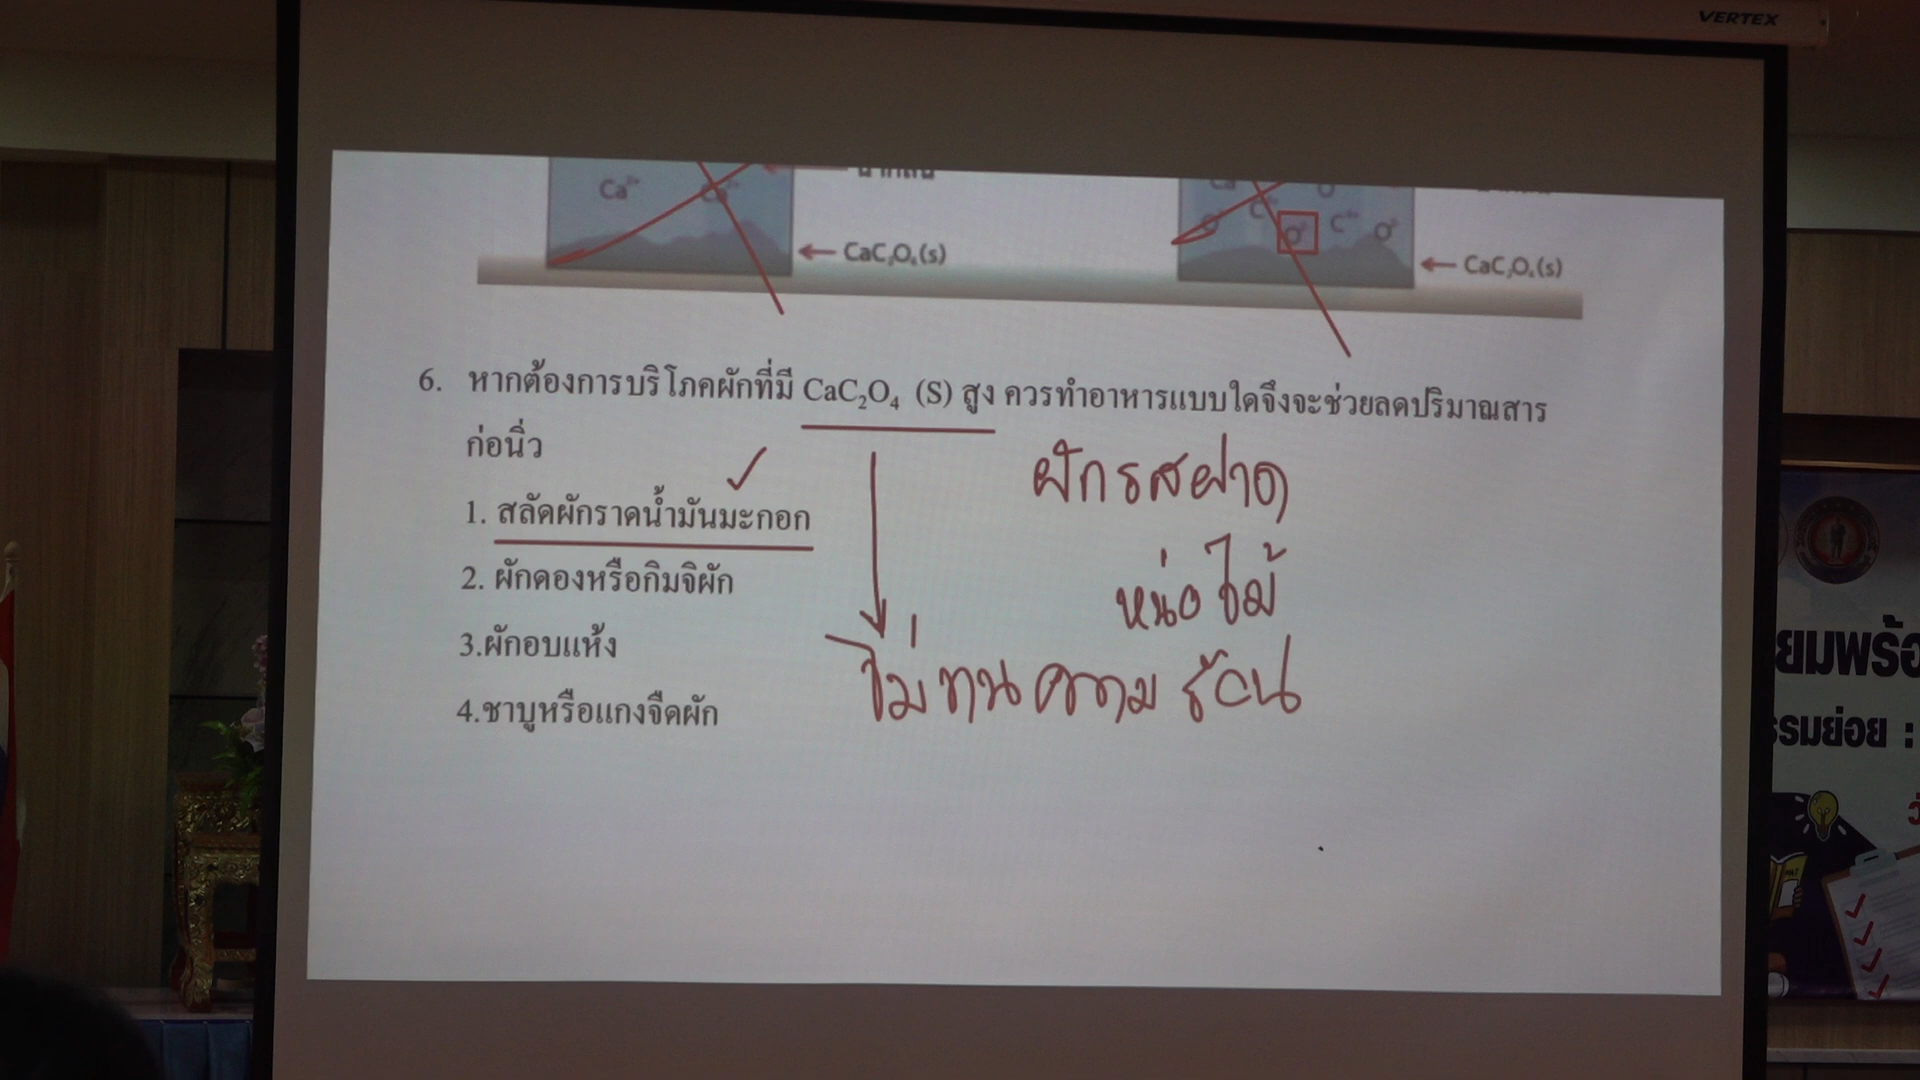 VERTEX
Ca²⁺
CaC₂O₄(s)
CaC₂O₄(s)
6. หากต้องการบริโภคผักที่มี CaC₂O₄ (S) สูง ควรทำอาหารแบบใดจึงจะช่วยลดปริมาณสาร
ก่อนิ่ว
1. สลัดผักราดน้ำมันมะกอก
2. ผักดองหรือกิมจิผัก
3.ผักอบแห้ง
4.ชาบูหรือแกงจืดผัก
ผักรสฝาด
หน่อไม้
ไม่ทนความร้อน
รรมย่อย :